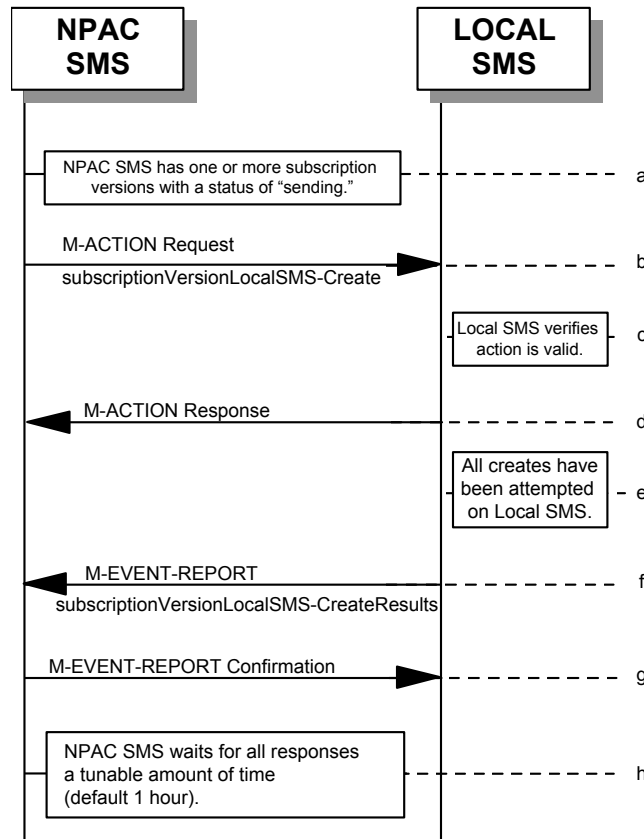 NPAC
SMS
LOCAL
SMS
NPAC SMS has one or more subscription
versions with a status of “sending.”
a
M-ACTION Request
b
subscriptionVersionLocalSMS-Create
Local SMS verifies
action is valid.
c
M-ACTION Response
d
All creates have
been attempted
on Local SMS.
e
M-EVENT-REPORT
f
subscriptionVersionLocalSMS-CreateResults
M-EVENT-REPORT Confirmation
g
NPAC SMS waits for all responses
a tunable amount of time
(default 1 hour).
h